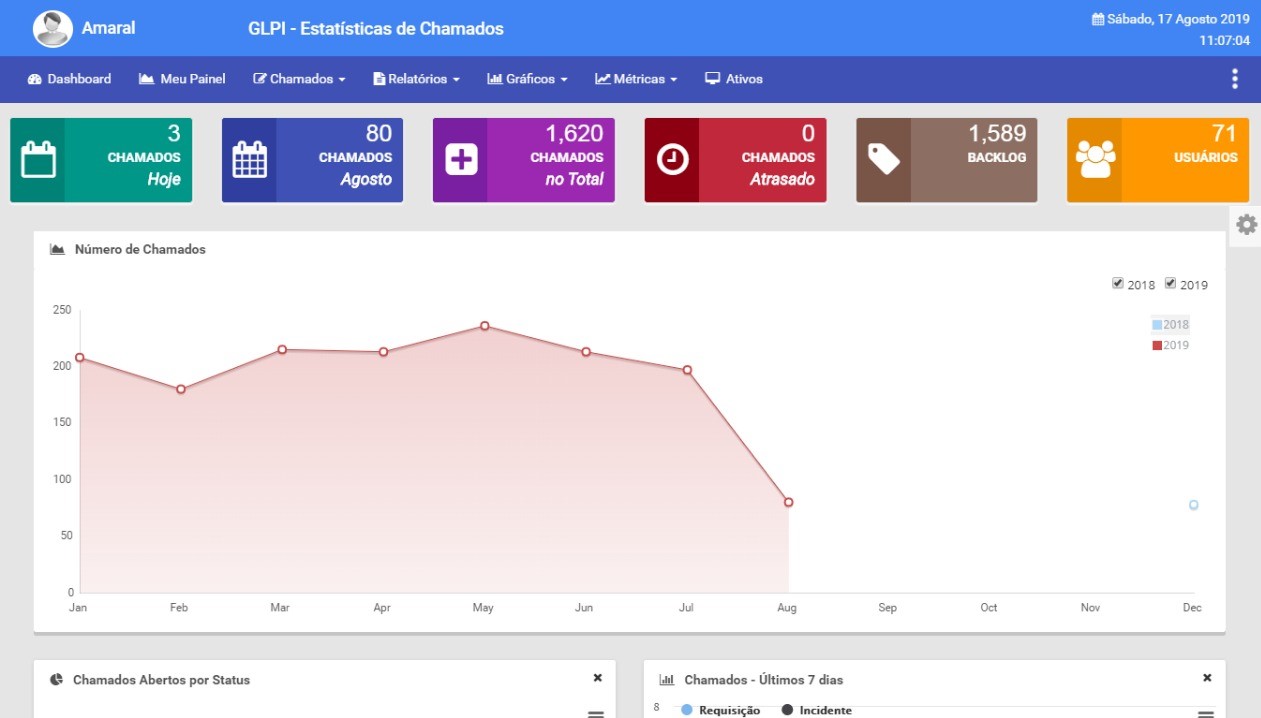 Amaral
GLPI - Estatísticas de Chamados
Sábado, 17 Agosto 2019
11:07:04
Dashboard
Meu Painel
Chamados
Relatórios
Gráficos
Métricas
Ativos
3
CHAMADOS
Hoje
80
CHAMADOS
Agosto
1,620
CHAMADOS
no Total
0
CHAMADOS
Atrasado
1,589
BACKLOG
71
USUÁRIOS
Número de Chamados
2018 2019
2018
2019
250
200
150
100
50
0
Jan Feb Mar Apr May Jun Jul Aug Sep Oct Nov Dec
Chamados Abertos por Status
Chamados - Últimos 7 dias
8
Requisição Incidente